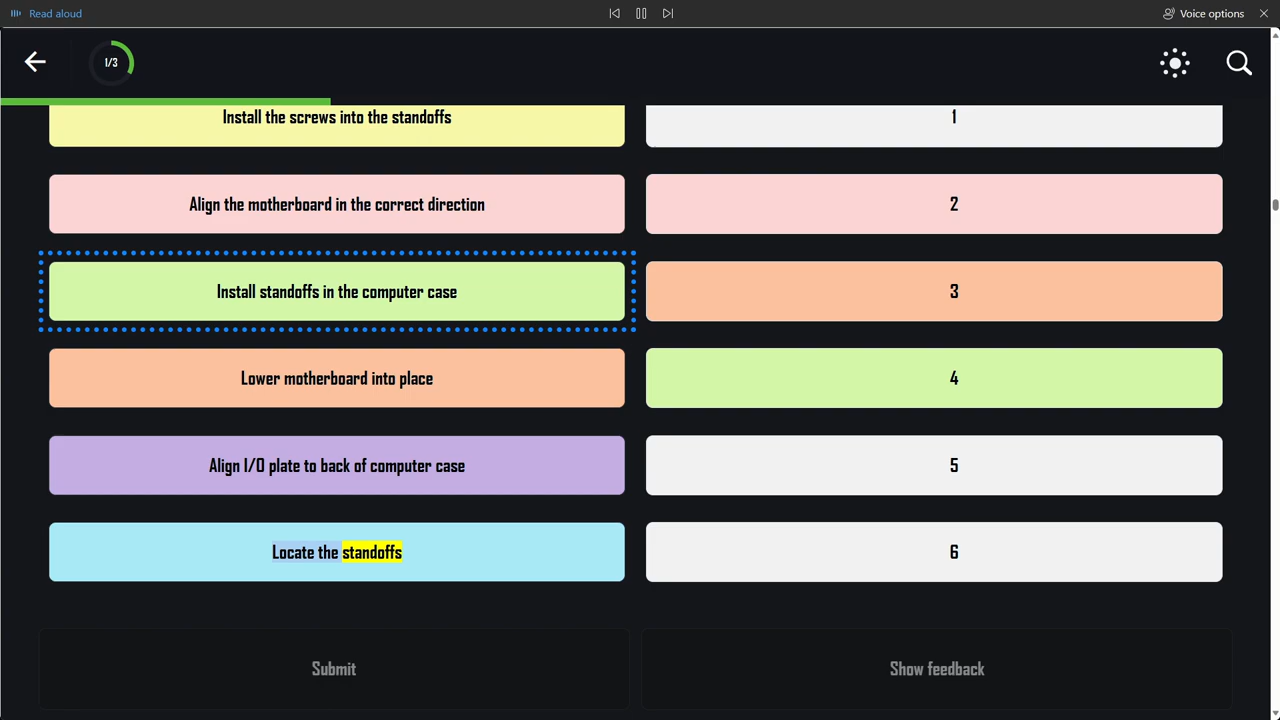 Read aloud
Voice options
1/3
Install the screws into the standoffs
1
Align the motherboard in the correct direction
2
Install standoffs in the computer case
3
Lower motherboard into place
4
Align I/O plate to back of computer case
5
Locate the standoffs
6
Submit
Show feedback